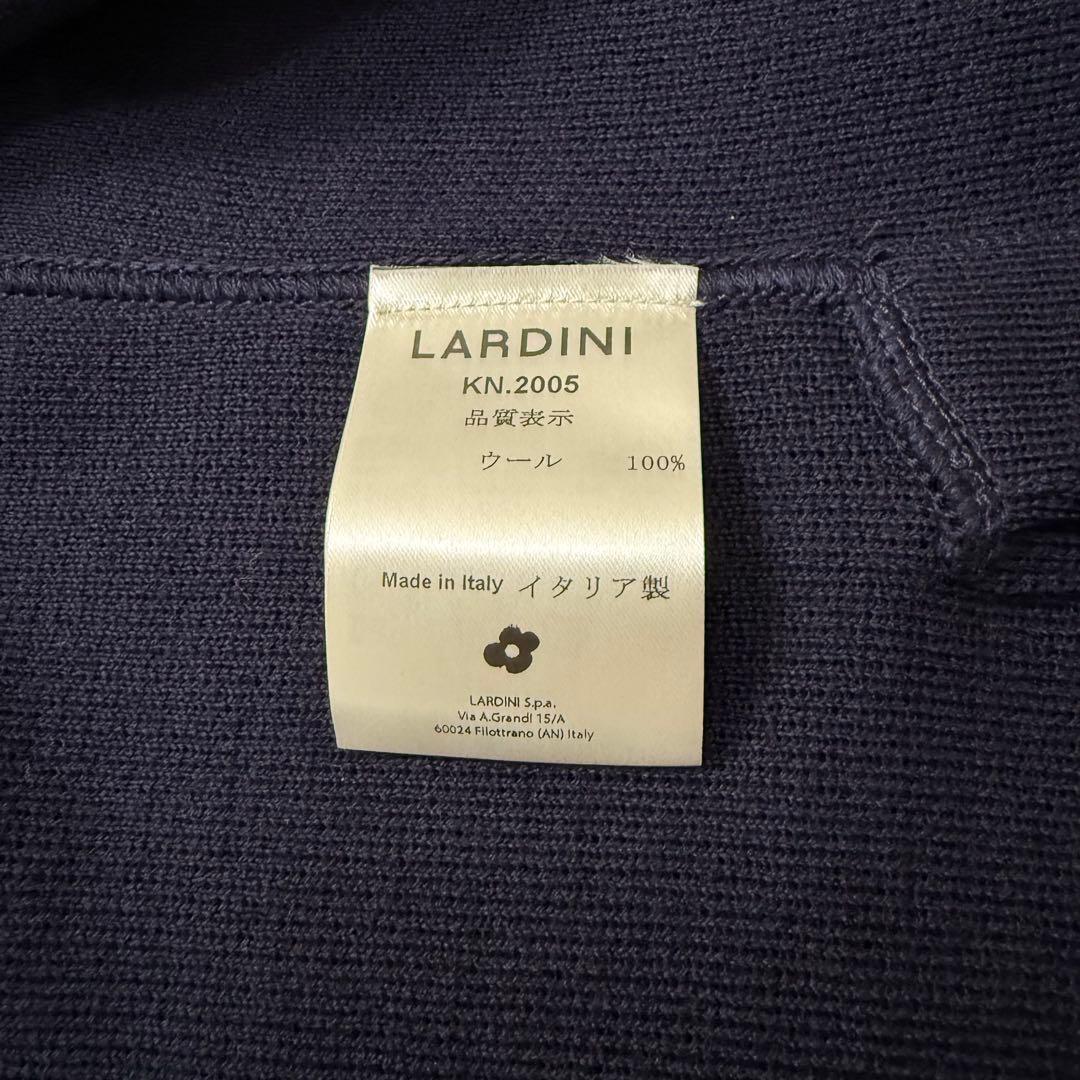 LARDINI
KN.2005
品質表示
ウール 100%
Made in Italy イタリア製
LARDINI S.p.a.
Via A.Grandi 15/A
60024 Filottrano (AN) Italy